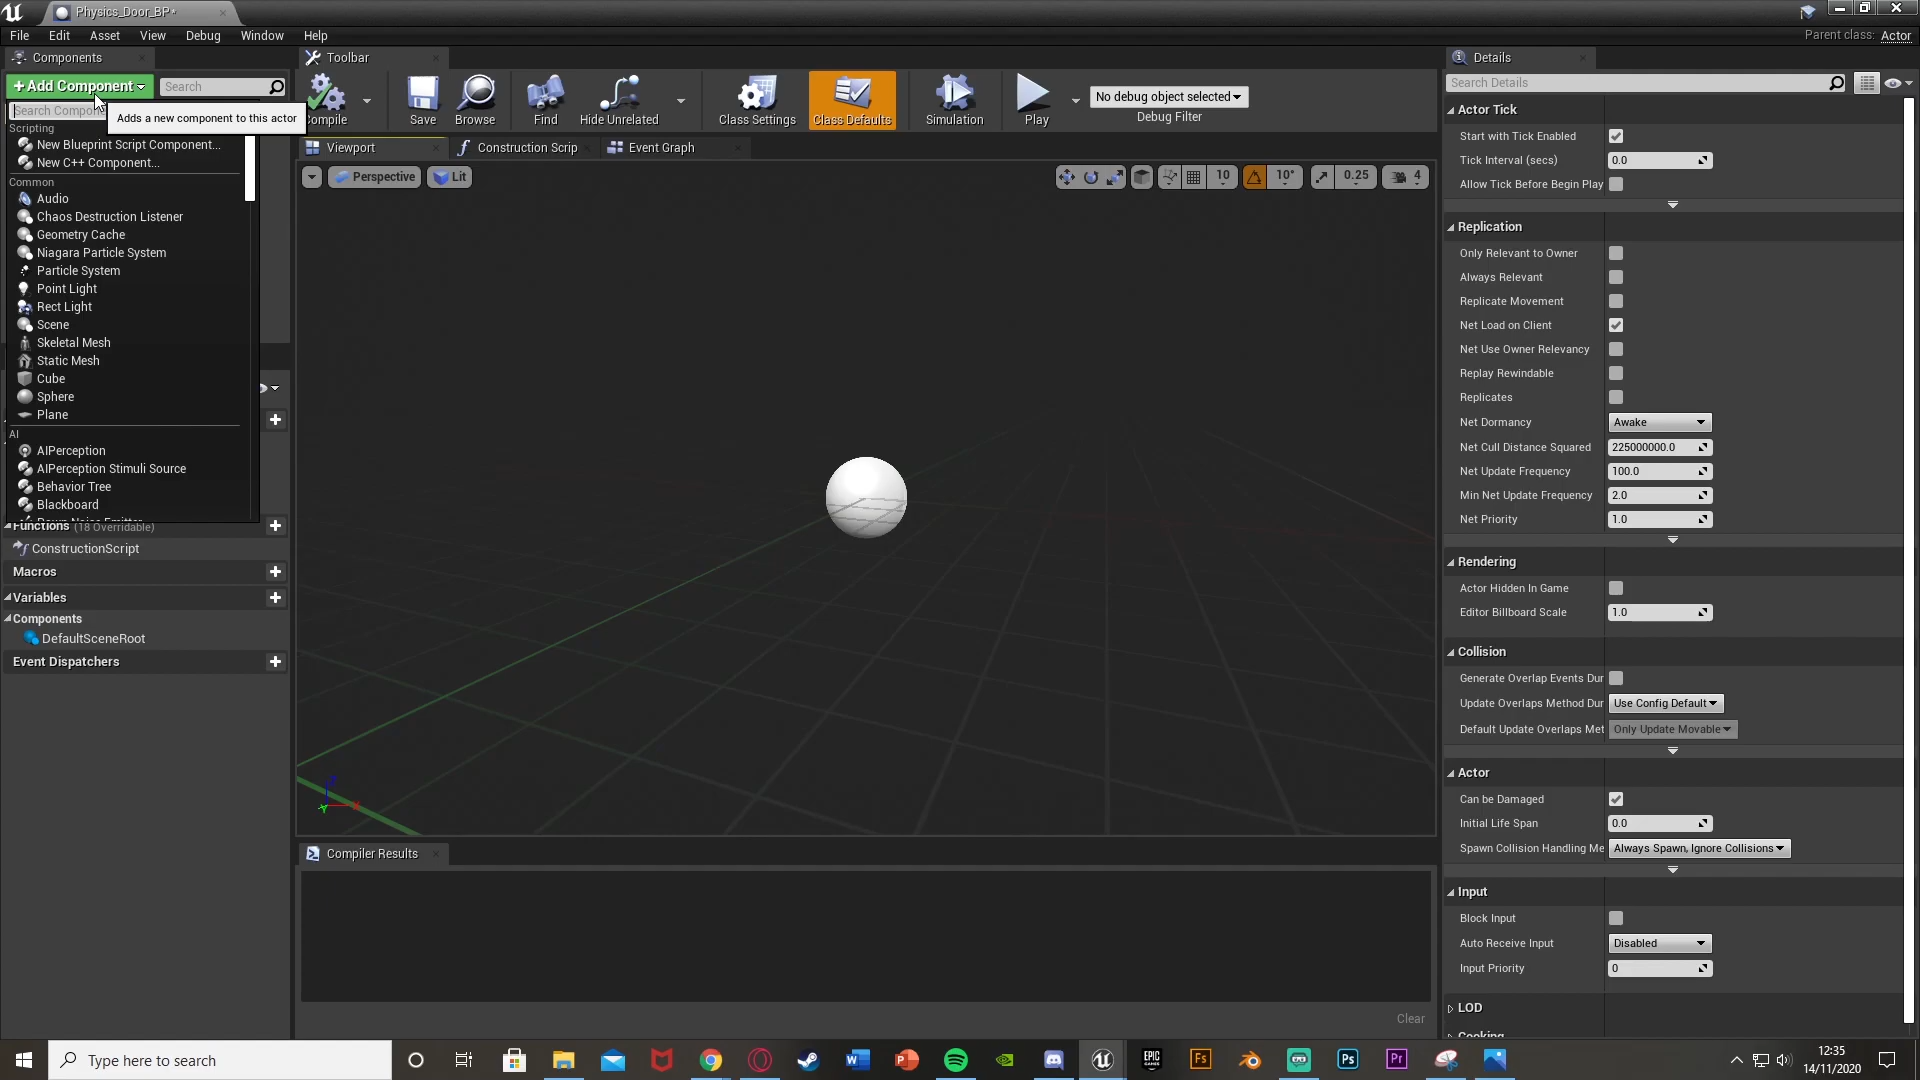 Physics_Door_BP*
File Edit Asset View Debug Window Help
Parent class: Actor
Components
Toolbar
Details
+Add Component
Search
Search Compone
Adds a new component to this actor
Scripting
New Blueprint Script Component...
New C++ Component...
Common
Audio
Chaos Destruction Listener
Geometry Cache
Niagara Particle System
Particle System
Point Light
Rect Light
Scene
Skeletal Mesh
Static Mesh
Cube
Sphere
Plane
AI
AIPerception
AIPerception Stimuli Source
Behavior Tree
Blackboard
Functions (18 Overridable)
ConstructionScript
Macros
Variables
Components
DefaultSceneRoot
Event Dispatchers
Compile
Save
Browse
Find
Hide Unrelated
Class Settings
Class Defaults
Simulation
Play
No debug object selected
Debug Filter
Viewport
Construction Scrip
Event Graph
Perspective
Lit
10
10°
0.25
4
Compiler Results
Clear
Search Details
Actor Tick
Start with Tick Enabled
Tick Interval (secs) 0.0
Allow Tick Before Begin Play
Replication
Only Relevant to Owner
Always Relevant
Replicate Movement
Net Load on Client
Net Use Owner Relevancy
Replay Rewindable
Replicates
Net Dormancy Awake
Net Cull Distance Squared 225000000.0
Net Update Frequency 100.0
Min Net Update Frequency 2.0
Net Priority 1.0
Rendering
Actor Hidden In Game
Editor Billboard Scale 1.0
Collision
Generate Overlap Events Dur
Update Overlaps Method Dur Use Config Default
Default Update Overlaps Met Only Update Movable
Actor
Can be Damaged
Initial Life Span 0.0
Spawn Collision Handling Me Always Spawn, Ignore Collisions
Input
Block Input
Auto Receive Input Disabled
Input Priority 0
LOD
Type here to search
EPIC GAMES
Fs
Ps
Pr
12:35
14/11/2020